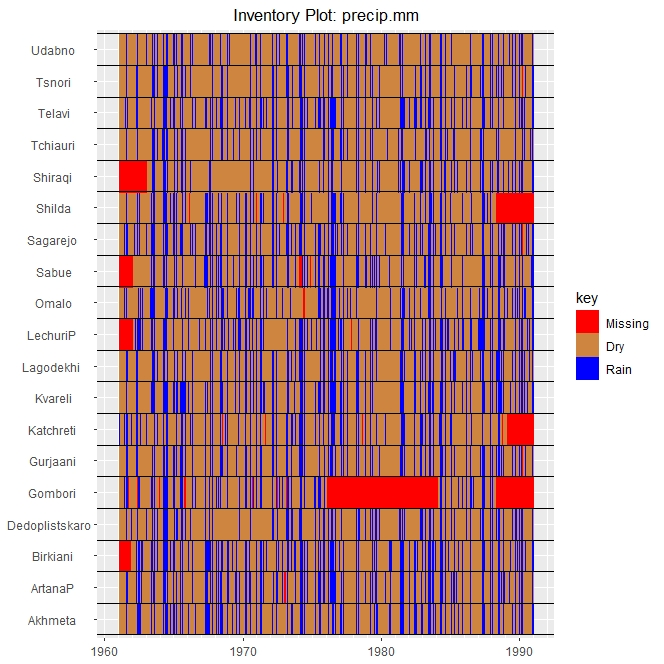 Inventory Plot: precip.mm
Udabno
Tsnori
Telavi
Tchiauri
Shiraqi
Shilda
Sagarejo
Sabue
Omalo
LechuriP
Lagodekhi
Kvareli
Katchreti
Gurjaani
Gombori
Dedoplistskaro
Birkiani
ArtanaP
Akhmeta
1960 1970 1980 1990
key
Missing
Dry
Rain